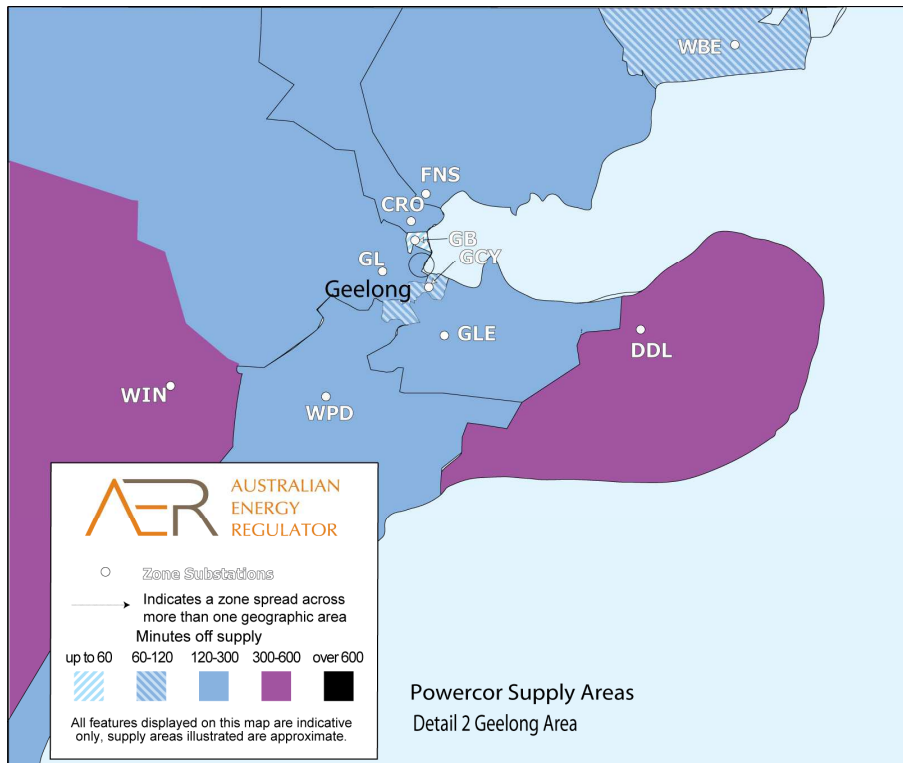 WBE
FNS
CRO
GB
GCY
GL
Geelong
GLE
DDL
WIN
WPD
AER AUSTRALIAN
ENERGY
REGULATOR
Zone Substations
Indicates a zone spread across
more than one geographic area
Minutes off supply
up to 60 60-120 120-300 300-600 over 600
All features displayed on this map are indicative
only, supply areas illustrated are approximate.
Powercor Supply Areas
Detail 2 Geelong Area